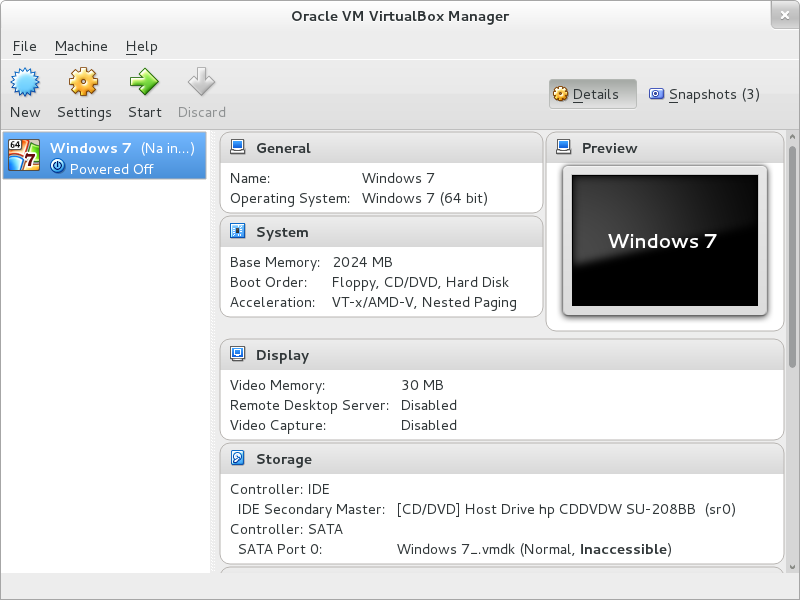 Oracle VM VirtualBox Manager
File Machine Help
New Settings Start Discard
Details Snapshots (3)
64 7 Windows 7 (Na in...)
Powered Off
General
Name: Windows 7
Operating System: Windows 7 (64 bit)
System
Base Memory: 2024 MB
Boot Order: Floppy, CD/DVD, Hard Disk
Acceleration: VT-x/AMD-V, Nested Paging
Preview
Windows 7
Display
Video Memory: 30 MB
Remote Desktop Server: Disabled
Video Capture: Disabled
Storage
Controller: IDE
IDE Secondary Master: [CD/DVD] Host Drive hp CDDVDW SU-208BB (sr0)
Controller: SATA
SATA Port 0: Windows 7_.vmdk (Normal, Inaccessible)